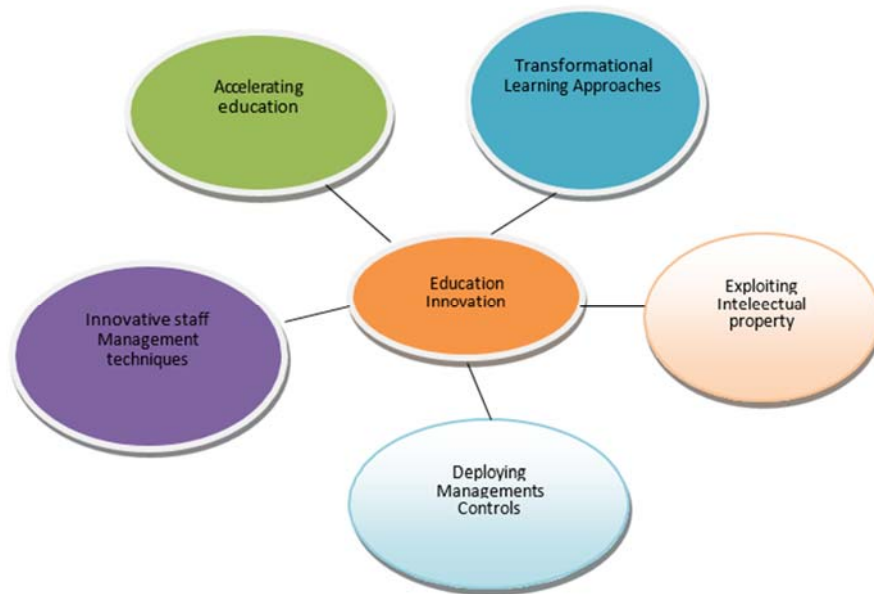 Accelerating
education
Transformational
Learning Approaches
Education
Innovation
Exploiting
Inteleectual
property
Innovative staff
Management
techniques
Deploying
Managements
Controls